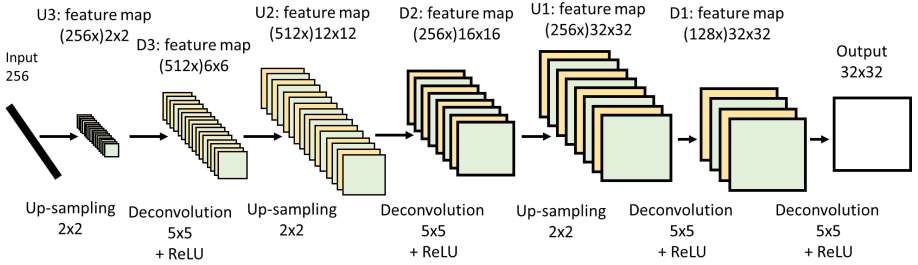 U3: feature map
(256x)2x2
U2: feature map
(512x)12x12
D2: feature map
(256x)16x16
U1: feature map
(256x)32x32
D1: feature map
(128x)32x32
D3: feature map
(512x)6x6
Input
256
Output
32x32
Up-sampling
2x2
Deconvolution
5x5
+ ReLU
Up-sampling
2x2
Deconvolution
5x5
+ ReLU
Up-sampling
2x2
Deconvolution
5x5
+ ReLU
Deconvolution
5x5
+ ReLU